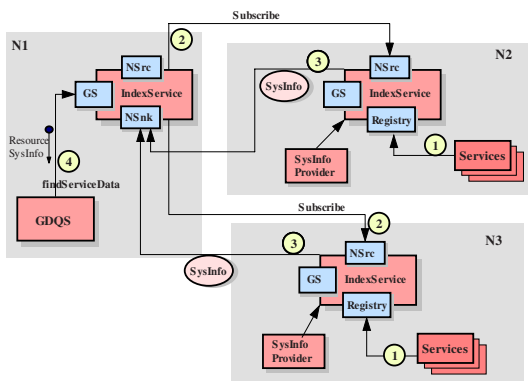 Subscribe
N1
2
NSrc
GS
IndexService
NSnk
Resource
SysInfo
4
findServiceData
GDQS
N2
3
NSrc
SysInfo
GS
IndexService
Registry
SysInfo
Provider
1
Services
Subscribe
2
N3
3
NSrc
SysInfo
GS
IndexService
Registry
SysInfo
Provider
1
Services